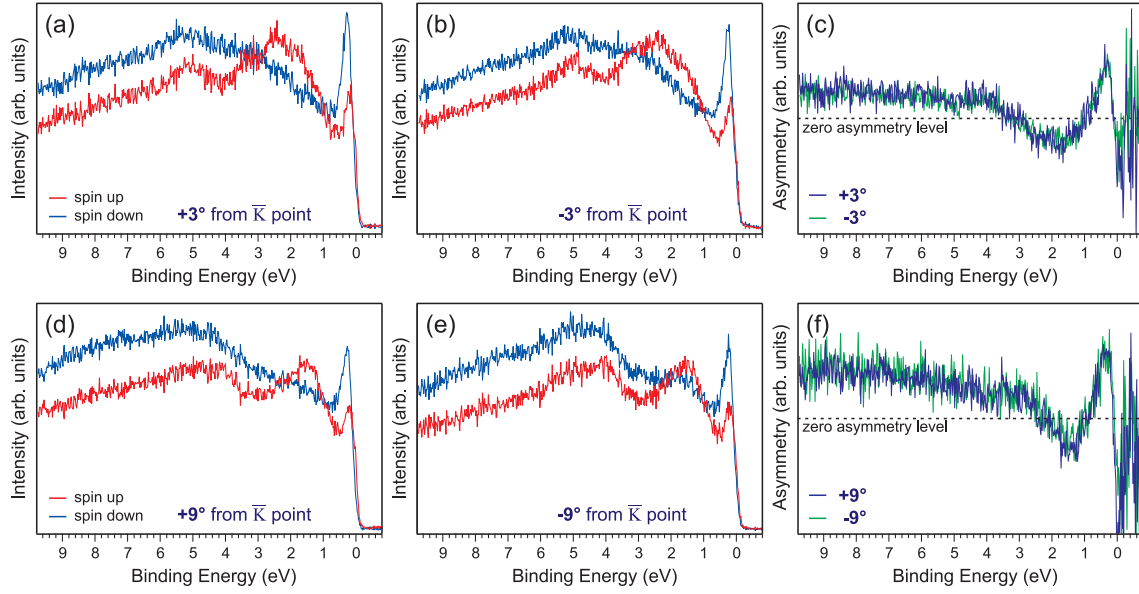 (a)
Intensity (arb. units)
spin up
spin down
+3° from K̅ point
9 8 7 6 5 4 3 2 1 0
Binding Energy (eV)
(b)
Intensity (arb. units)
-3° from K̅ point
9 8 7 6 5 4 3 2 1 0
Binding Energy (eV)
(c)
Asymmetry (arb. units)
zero asymmetry level
+3°
-3°
9 8 7 6 5 4 3 2 1 0
Binding Energy (eV)
(d)
Intensity (arb. units)
spin up
spin down
+9° from K̅ point
9 8 7 6 5 4 3 2 1 0
Binding Energy (eV)
(e)
Intensity (arb. units)
-9° from K̅ point
9 8 7 6 5 4 3 2 1 0
Binding Energy (eV)
(f)
Asymmetry (arb. units)
zero asymmetry level
+9°
-9°
9 8 7 6 5 4 3 2 1 0
Binding Energy (eV)